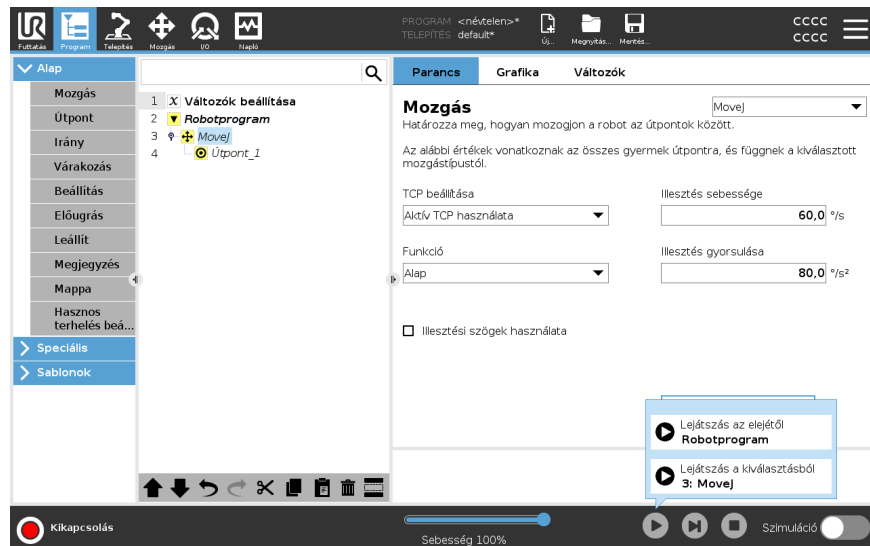 UR
PROGRAM <névtelen>*
TELEPÍTÉS default*
CCCC
CCCC
Futtatás Program Telepítés Mozgás I/O Napló Új... Megnyitás... Mentés...
Alap
Mozgás
Útpont
Irány
Várakozás
Beállítás
Előugrás
Leállít
Megjegyzés
Mappa
Hasznos
terhelés beá...
Speciális
Sablonok
1 X Változók beállítása
2 Robotprogram
3 MoveJ
4 Útpont_1
Parancs Grafika Változók
Mozgás MoveJ
Határozza meg, hogyan mozogjon a robot az útpontok között.
Az alábbi értékek vonatkoznak az összes gyermek útpontra, és függnek a kiválasztott
mozgástípustól.
TCP beállítása Illesztés sebessége
Aktív TCP használata 60,0 °/s
Funkció Illesztés gyorsulása
Alap 80,0 °/s²
Illesztési szögek használata
Lejátszás az elejétől
Robotprogram
Lejátszás a kiválasztásból
3: MoveJ
Kikapcsolás
Sebesség 100%
Szimuláció